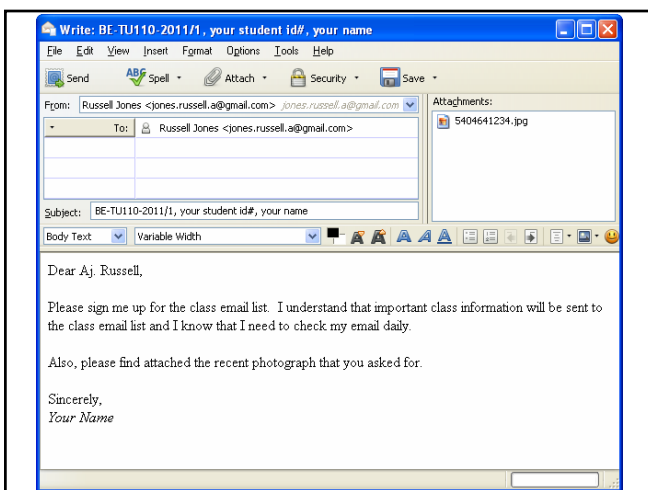 Write: BE-TU110-2011/1, your student id#, your name
File Edit View Insert Format Options Tools Help
Send Spell Attach Security Save
From: Russell Jones <jones.russell.a@gmail.com> jones.russell.a@gmail.com
Attachments:
To: Russell Jones <jones.russell.a@gmail.com>
5404641234.jpg
Subject: BE-TU110-2011/1, your student id#, your name
Body Text Variable Width
Dear Aj. Russell,
Please sign me up for the class email list. I understand that important class information will be sent to
the class email list and I know that I need to check my email daily.
Also, please find attached the recent photograph that you asked for.
Sincerely,
Your Name